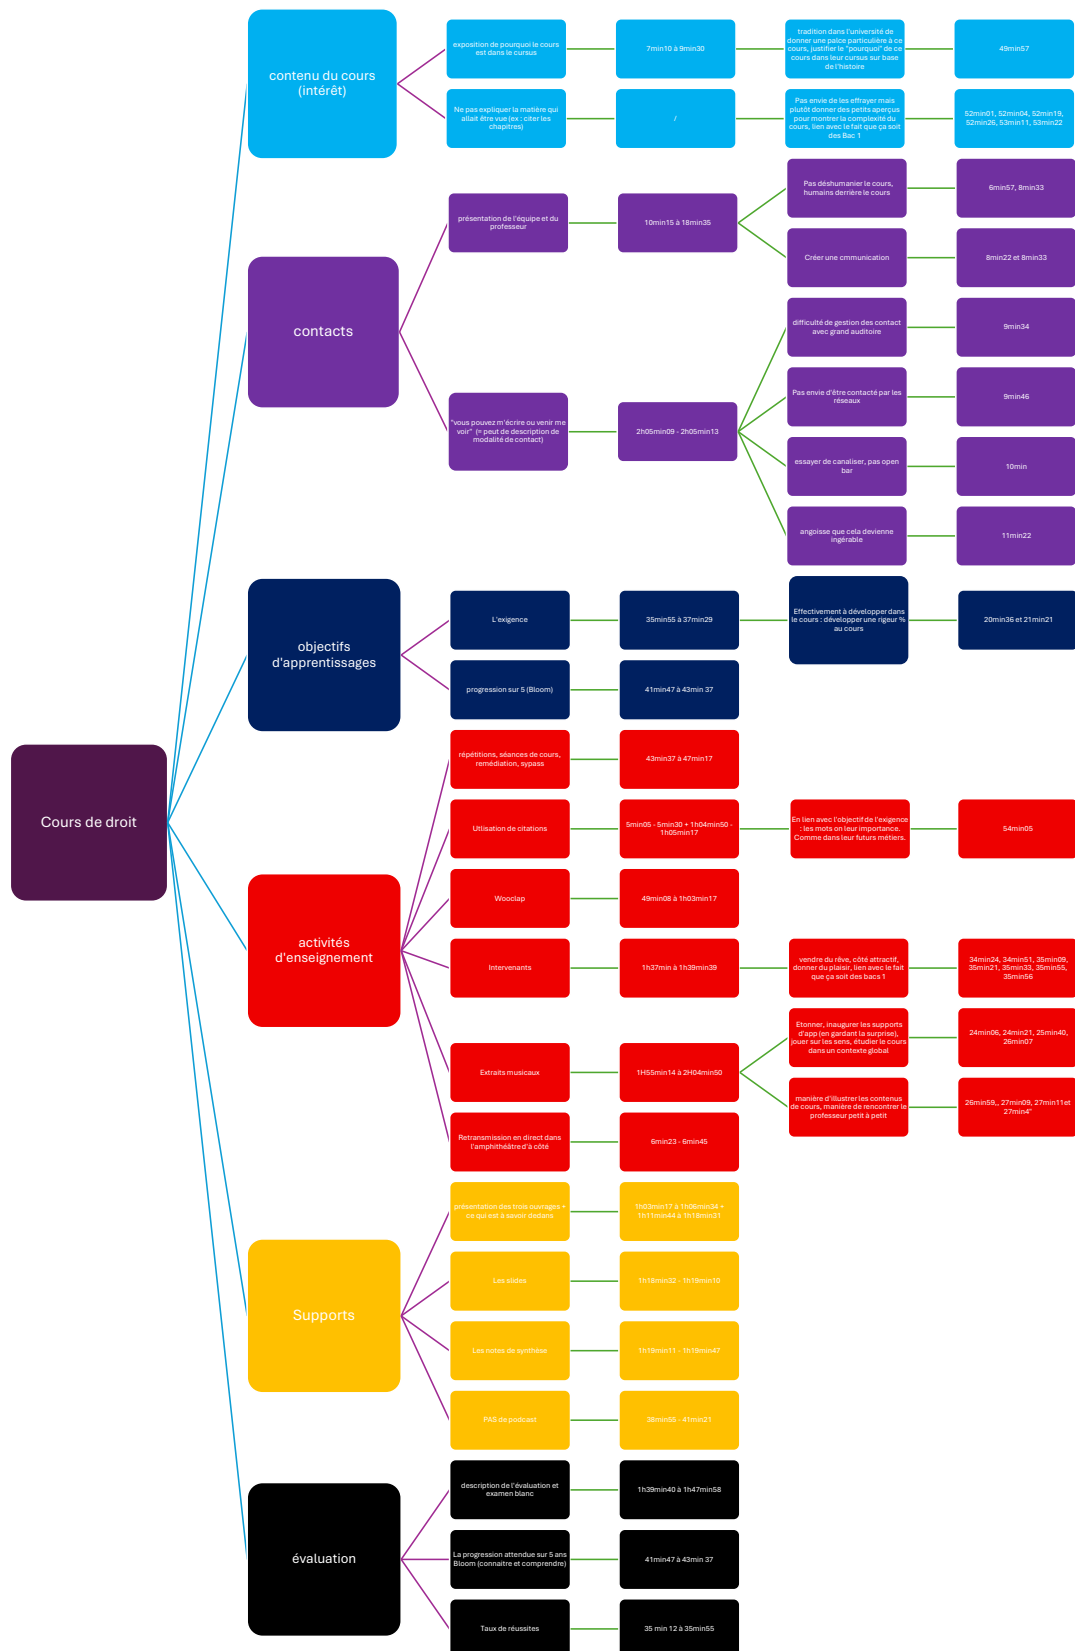 Cours de droit
contenu du cours
(intérêt)
exposition de pourquoi le cours
est dans le cursus
7min10 à 9min30
tradition dans l'université de
donner une palce particulière à ce
cours, justifier le "pourquoi" de ce
cours dans leur cursus sur base
de l'histoire
49min57
Ne pas expliquer la matière qui
allait être vue (ex : citer les
chapitres)
/
Pas envie de les effrayer mais
plutôt donner des petits aperçus
pour montrer la complexité du
cours, lien avec le fait que ça soit
des Bac 1
52min01, 52min04, 52min19,
52min26, 53min11, 53min22
contacts
présentation de l'équipe et du
professeur
10min15 à 18min35
Pas déshumanier le cours,
humains derrière le cours
6min57, 8min33
Créer une cmmunication
8min22 et 8min33
"vous pouvez m'écrire ou venir me
voir" (= peut de description de
modalité de contact)
2h05min09 - 2h05min13
difficulté de gestion des contact
avec grand auditoire
9min34
Pas envie d'être contacté par les
réseaux
9min46
essayer de canaliser, pas open
bar
10min
angoisse que cela devienne
ingérable
11min22
objectifs
d'apprentissages
L'exigence
35min55 à 37min29
Effectivement à développer dans
le cours : développer une rigeur %
au cours
20min36 et 21min21
progression sur 5 (Bloom)
41min47 à 43min 37
activités
d'enseignement
répétitions, séances de cours,
remédiation, sypass
43min37 à 47min17
Utlisation de citations
5min05 - 5min30 + 1h04min50 -
1h05min17
En lien avec l'objectif de l'exigence
: les mots on leur importance.
Comme dans leur futurs métiers.
54min05
Wooclap
49min08 à 1h03min17
Intervenants
1h37min à 1h39min39
vendre du rêve, côté attractif,
donner du plaisir, lien avec le fait
que ça soit des bacs 1
34min24, 34min51, 35min09,
35min21, 35min33, 35min55,
35min56
Extraits musicaux
1H55min14 à 2H04min50
Etonner, inaugurer les supports
d'app (en gardant la surprise),
jouer sur les sens, étudier le cours
dans un contexte global
24min06, 24min21, 25min40,
26min07
manière d'illustrer les contenus
de cours, manière de rencontrer le
professeur petit à petit
26min59,, 27min09, 27min11et
27min4"
Retransmission en direct dans
l'amphithéâtre d'à côté
6min23 - 6min45
Supports
présentation des trois ouvrages +
ce qui est à savoir dedans
1h03min17 à 1h06min34 +
1h11min44 à 1h18min31
Les slides
1h18min32 - 1h19min10
Les notes de synthèse
1h19min11 - 1h19min47
PAS de podcast
38min55 - 41min21
évaluation
description de l'évaluation et
examen blanc
1h39min40 à 1h47min58
La progression attendue sur 5 ans
Bloom (connaitre et comprendre)
41min47 à 43min 37
Taux de réussites
35 min 12 à 35min55